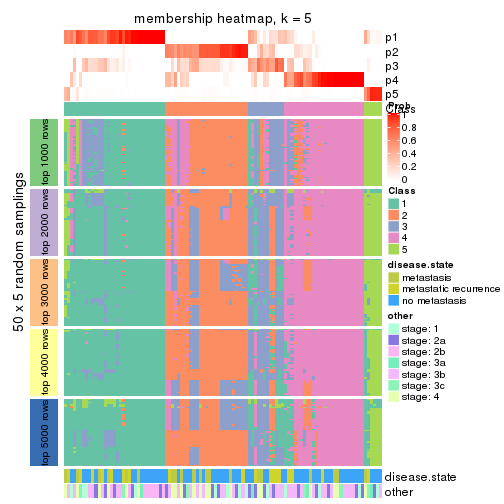 membership heatmap, k = 5
p1
p2
p3
p4
p5
Prob
Class
1
0.8
0.6
0.4
0.2
0
Class
1
2
3
4
5
disease.state
metastasis
metastatic recurrence
no metastasis
other
stage: 1
stage: 2a
stage: 2b
stage: 3a
stage: 3b
stage: 3c
stage: 4
50 x 5 random samplings
top 1000 rows
top 2000 rows
top 3000 rows
top 4000 rows
top 5000 rows
disease.state
other